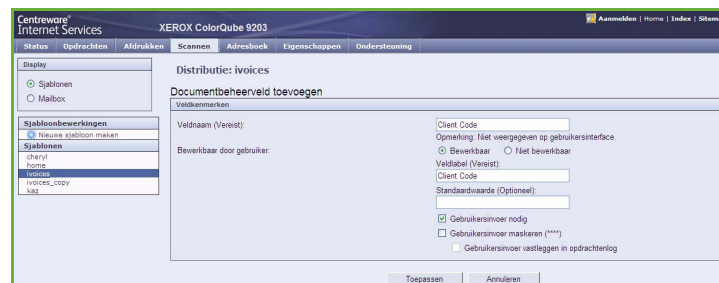 Centreware®
Internet Services
XEROX ColorQube 9203
Aanmelden | Home | Index | Sitem
Status Opdrachten Afdrukken Scannen Adresboek Eigenschappen Ondersteuning
Display
Sjablonen
Mailbox
Sjabloonbewerkingen
Nieuwe sjabloon maken
Sjablonen
cheryl
home
ivoices
ivoices_copy
kaz
Distributie: ivoices
Documentbeheerveld toevoegen
Veldkenmerken
Veldnaam (Vereist):
Client Code
Opmerking: Niet weergegeven op gebruikersinterface.
Bewerkbaar door gebruiker:
Bewerkbaar Niet bewerkbaar
Veldlabel (Vereist):
Client Code
Standaardwaarde (Optioneel):
Gebruikersinvoer nodig
Gebruikersinvoer maskeren (****)
Gebruikersinvoer vastleggen in opdrachtenlog
Toepassen Annuleren